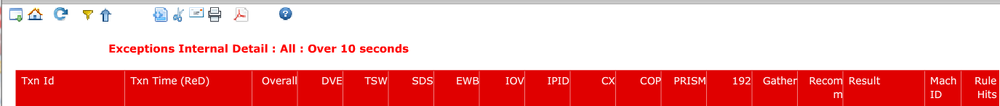 Exceptions Internal Detail : All : Over 10 seconds
Txn Id Txn Time (ReD) Overall DVE TSW SDS EWB IOV IPID CX COP PRISM 192 Gather Recom Result Mach Rule
m ID Hits